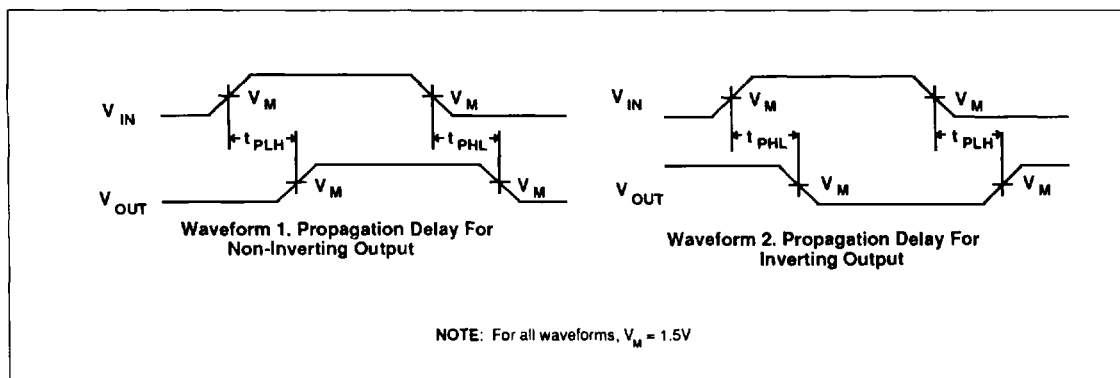 V IN
V M
V M
t PLH
t PHL
V OUT
V M
V M
Waveform 1. Propagation Delay For
Non-Inverting Output
V IN
V M
V M
t PHL
t PLH
V OUT
V M
V M
Waveform 2. Propagation Delay For
Inverting Output
NOTE: For all waveforms, VM = 1.5V